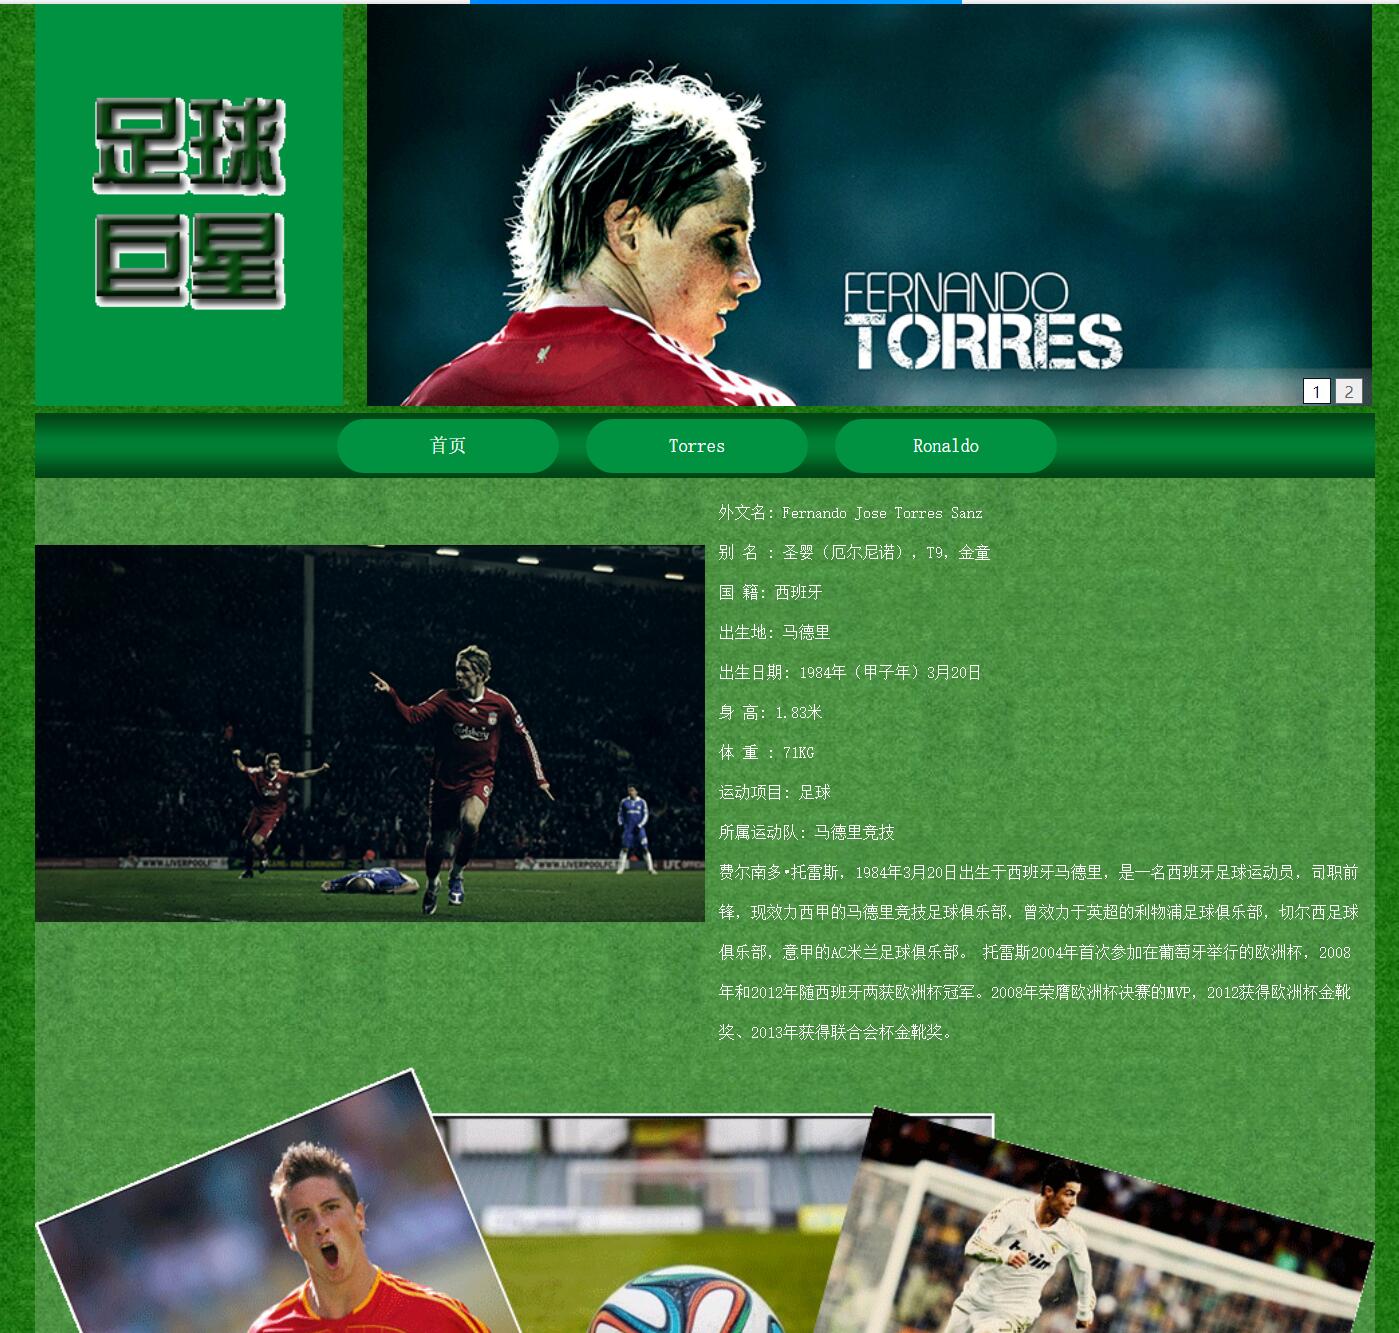 足球
巨星
FERNANDO
TORRES
1 2
首页 Torres Ronaldo
外文名: Fernando Jose Torres Sanz
别 名 : 圣婴（厄尔尼诺），T9，金童
国 籍: 西班牙
出生地: 马德里
出生日期: 1984年（甲子年）3月20日
身 高: 1.83米
体 重 : 71KG
运动项目: 足球
所属运动队: 马德里竞技
费尔南多•托雷斯，1984年3月20日出生于西班牙马德里，是一名西班牙足球运动员，司职前
锋，现效力西甲的马德里竞技足球俱乐部，曾效力于英超的利物浦足球俱乐部，切尔西足球
俱乐部，意甲的AC米兰足球俱乐部。 托雷斯2004年首次参加在葡萄牙举行的欧洲杯，2008
年和2012年随西班牙两获欧洲杯冠军。2008年荣膺欧洲杯决赛的MVP，2012获得欧洲杯金靴
奖、2013年获得联合会杯金靴奖。
Carlsberg
WWW.LIVERPOOLF
WWW.LIVERPOOLFC
LFC
bwin